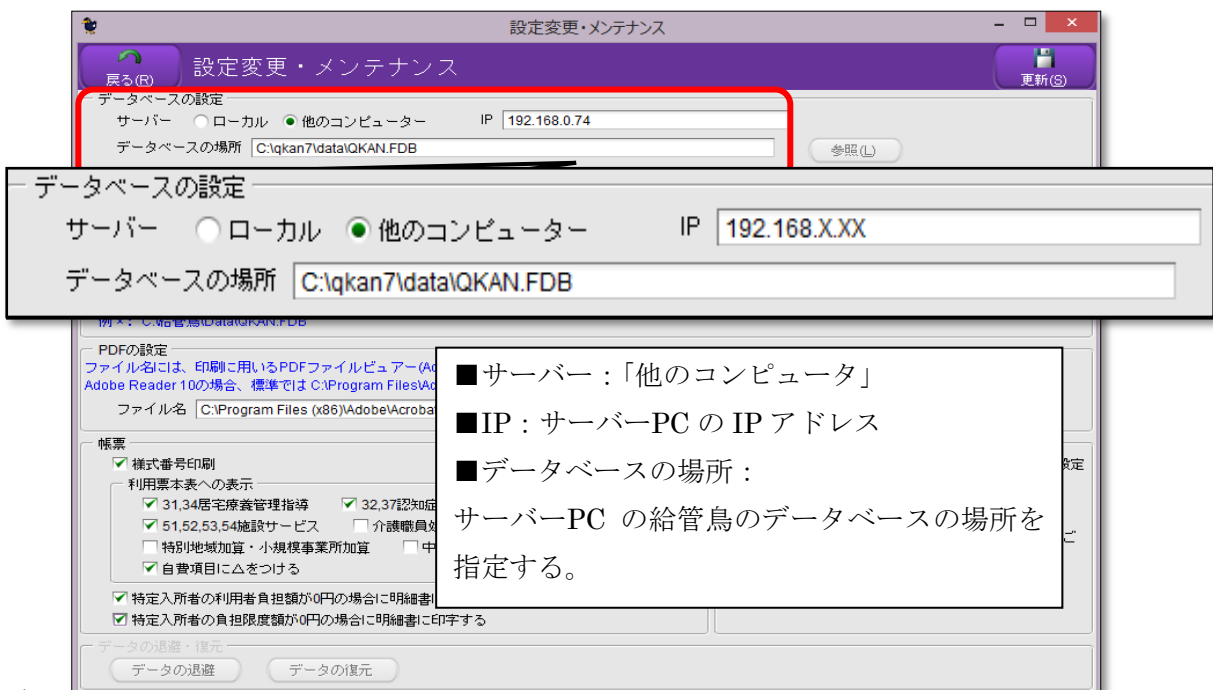 設定変更・メンテナンス
戻る(R) 設定変更・メンテナンス 更新(S)
データベースの設定
サーバー ローカル 他のコンピューター IP 192.168.0.74
データベースの場所 C:\qkan7\data\QKAN.FDB 参照(L)
データベースの設定
サーバー ローカル 他のコンピューター IP 192.168.X.XX
データベースの場所 C:\qkan7\data\QKAN.FDB
例×: C:\給管鳥\Data\QKAN.FDB
PDFの設定
ファイル名には、印刷に用いるPDFファイルビュアー(Ac
Adobe Reader 10の場合、標準では C:\Program Files\Ad
ファイル名 C:\Program Files (x86)\Adobe\Acrobat
■サーバー：「他のコンピュータ」
■IP：サーバーPC の IP アドレス
■データベースの場所：
サーバーPC の給管鳥のデータベースの場所を
指定する。
帳票
様式番号印刷
利用票本表への表示
31,34居宅療養管理指導 32,37認知症
51,52,53,54施設サービス 介護職員
特別地域加算・小規模事業所加算 中
自費項目に△をつける
特定入所者の利用者負担額が0円の場合に明細書に
特定入所者の負担限度額が0円の場合に明細書に印字する
定
ご
データの退避・復元
データの退避 データの復元